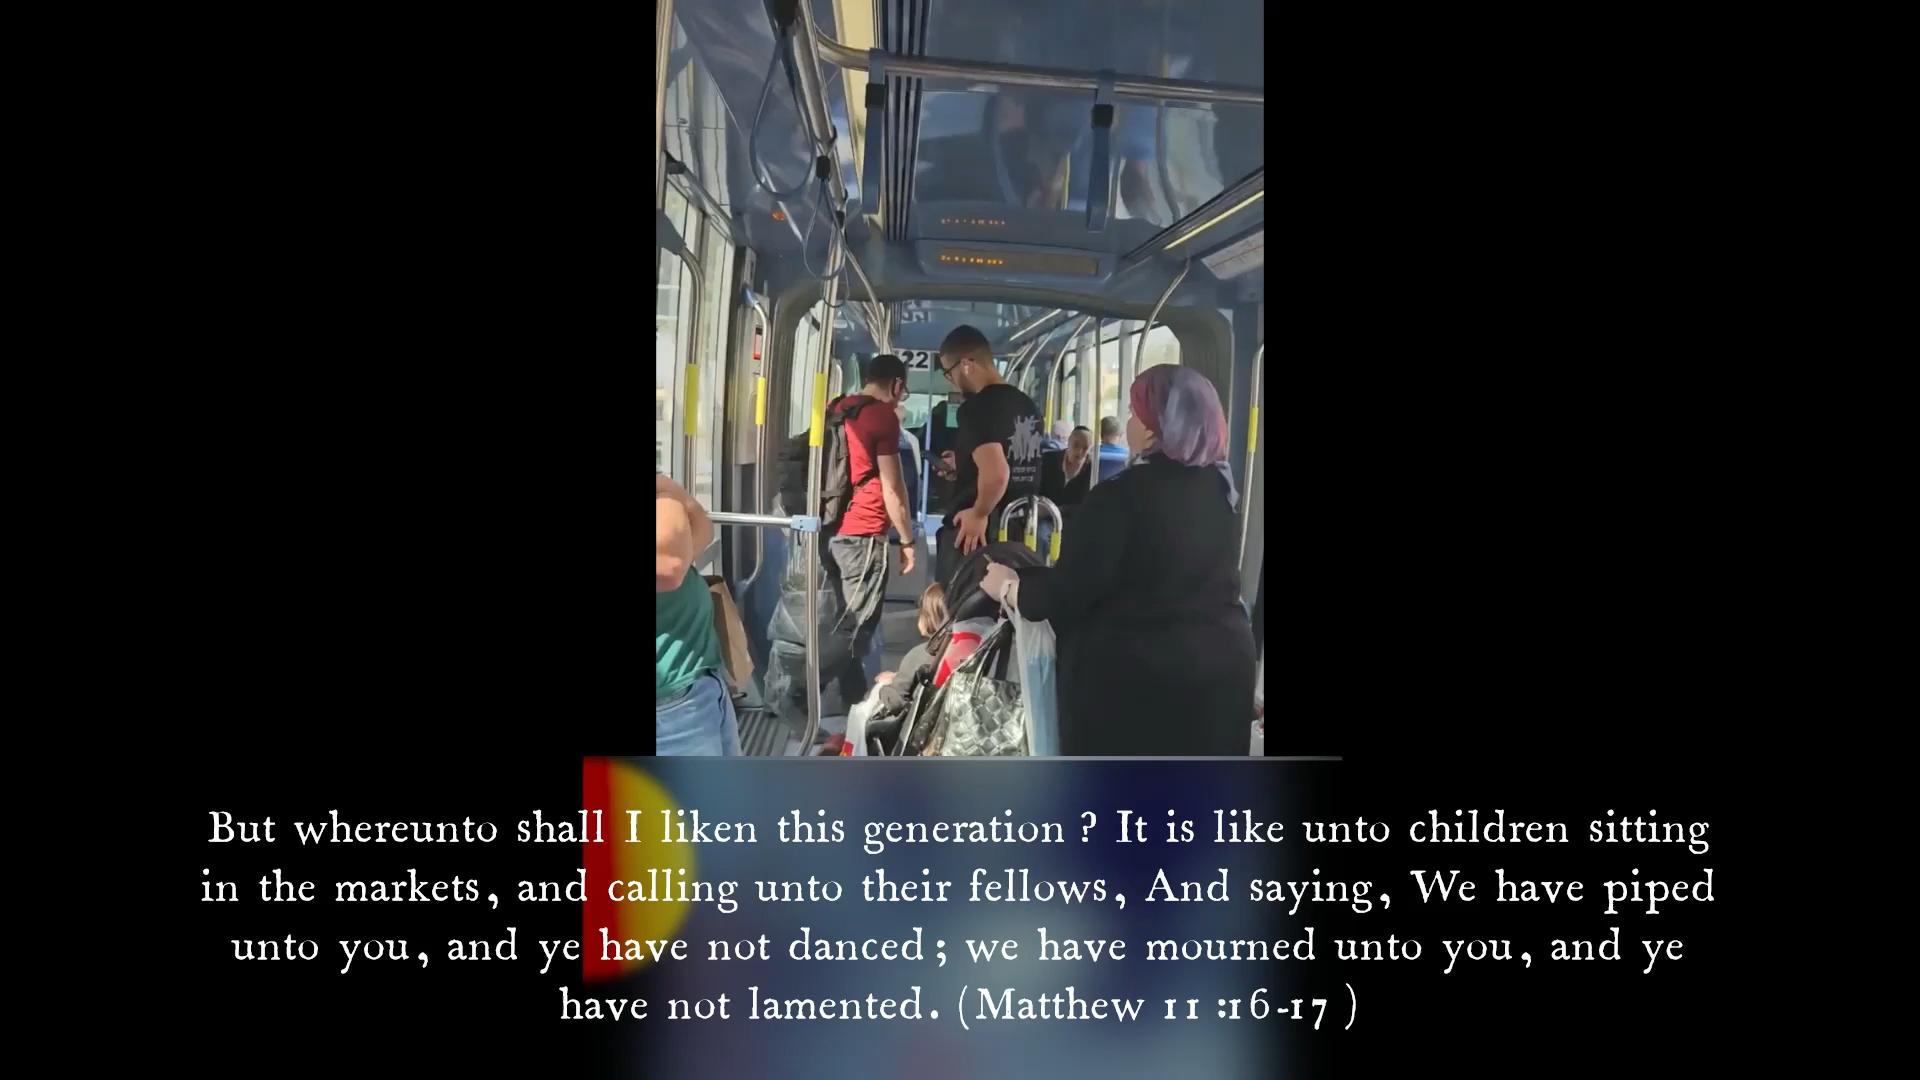 22
But whereunto shall I liken this generation ? It is like unto children sitting
in the markets, and calling unto their fellows, And saying, We have piped
unto you, and ye have not danced ; we have mourned unto you, and ye
have not lamented. (Matthew 11 :16-17 )